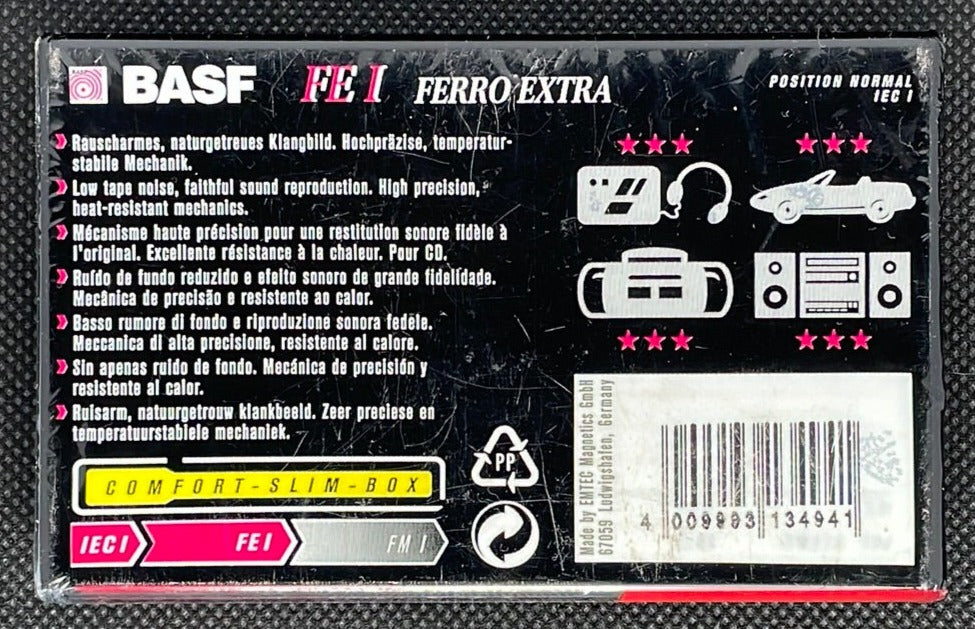 BASF FE I FERRO EXTRA
POSITION NORMAL
IEC I
Rauscharmes, naturgetreues Klangbild. Hochpräzise, temperatur-
stabile Mechanik.
Low tape noise, faithful sound reproduction. High precision,
heat-resistant mechanics.
Mécanisme haute précision pour une restitution sonore fidèle à
l'original. Excellente résistance à la chaleur. Pour CD.
Ruído de fundo reduzido e efeito sonoro de grande fidelidade.
Mecânica de precisão e resistente ao calor.
Basso rumore di fondo e riproduzione sonora fedele.
Meccanica di alta precisione, resistente al calore.
Sin apenas ruido de fondo. Mecánica de precisión y
resistente al calor.
Ruisarm, natuurgetrouw klankbeeld. Zeer preciese en
temperatuurstabiele mechaniek.
COMFORT-SLIM-BOX
IEC I FE I FM I
PP
Made by EMTEC Magnetics GmbH
67059 Ludwigshafen, Germany
4 009993 134941